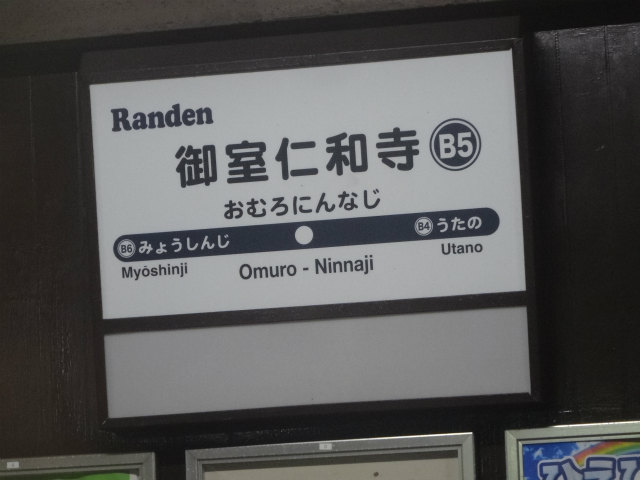 Randen
御室仁和寺 B5
おむろにんなじ
B6 みょうしんじ B4 うたの
Myōshinji Omuro - Ninnaji Utano